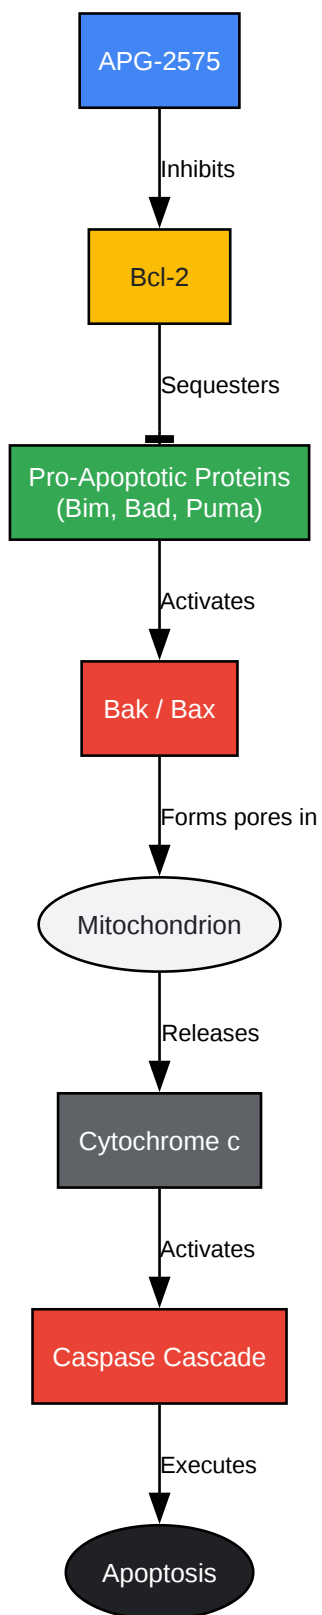 APG-2575
Inhibits
Bcl-2
Sequesters
Pro-Apoptotic Proteins
(Bim, Bad, Puma)
Activates
Bak / Bax
Forms pores in
Mitochondrion
Releases
Cytochrome c
Activates
Caspase Cascade
Executes
Apoptosis